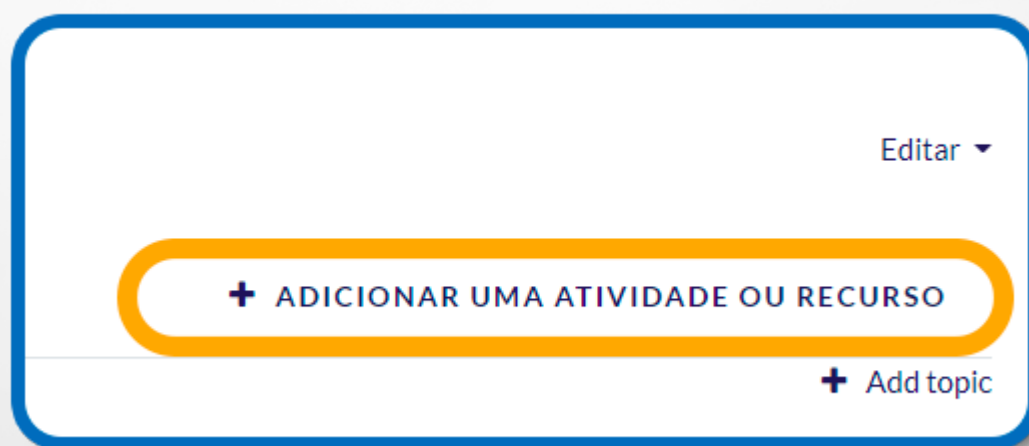 Editar
+ ADICIONAR UMA ATIVIDADE OU RECURSO
+ Add topic